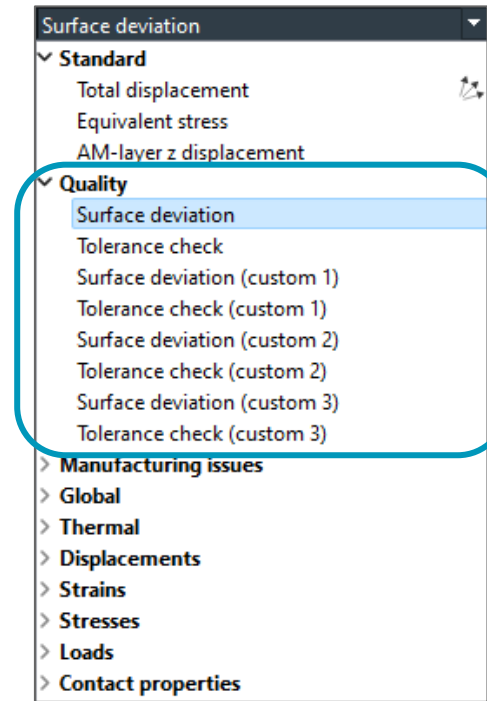 Surface deviation
Standard
Total displacement
Equivalent stress
AM-layer z displacement
Quality
Surface deviation
Tolerance check
Surface deviation (custom 1)
Tolerance check (custom 1)
Surface deviation (custom 2)
Tolerance check (custom 2)
Surface deviation (custom 3)
Tolerance check (custom 3)
Manufacturing issues
Global
Thermal
Displacements
Strains
Stresses
Loads
Contact properties